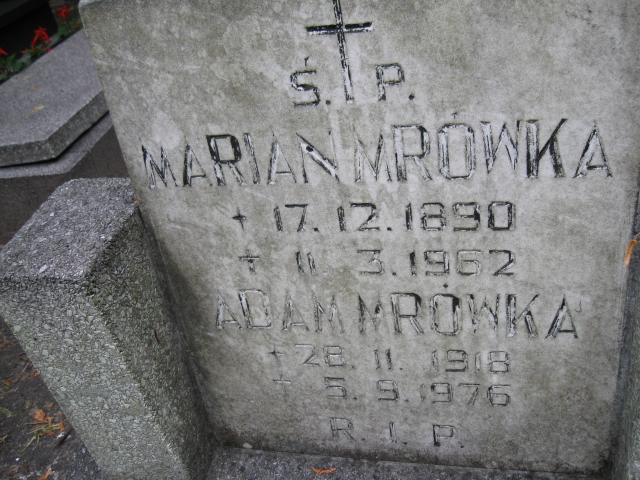 Ś. P.
MARIAN MRÓWKA
+ 17.12.1890
+ 11 3.1962
ADAM MRÓWKA
+ 28.11.1918
+ 5.9.1976
R.I.P.